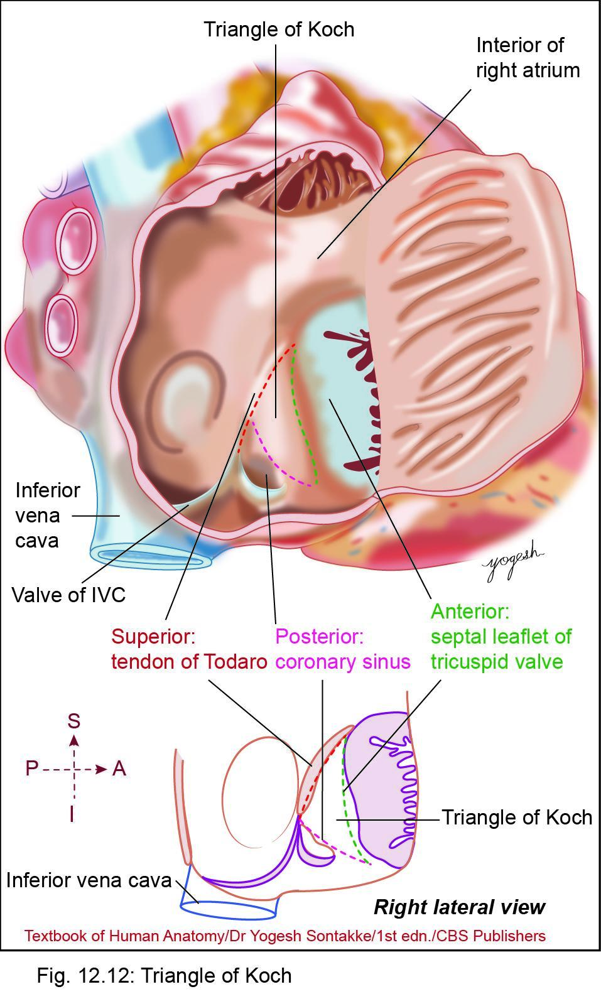 Triangle of Koch
Interior of
right atrium
Inferior
vena
cava
Valve of IVC
yogesh
Superior:
tendon of Todaro
Posterior:
coronary sinus
Anterior:
septal leaflet of
tricuspid valve
S
P
A
I
Triangle of Koch
Inferior vena cava
Right lateral view
Textbook of Human Anatomy/Dr Yogesh Sontakke/1st edn./CBS Publishers
Fig. 12.12: Triangle of Koch